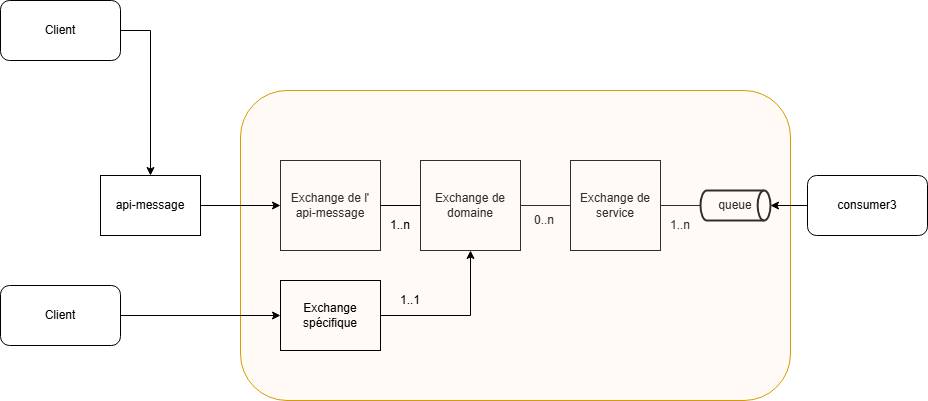 Client
api-message
Exchange de l'
api-message
1..n
Exchange de
domaine
0..n
Exchange de
service
1..n
queue
consumer3
Client
Exchange
spécifique
1..1